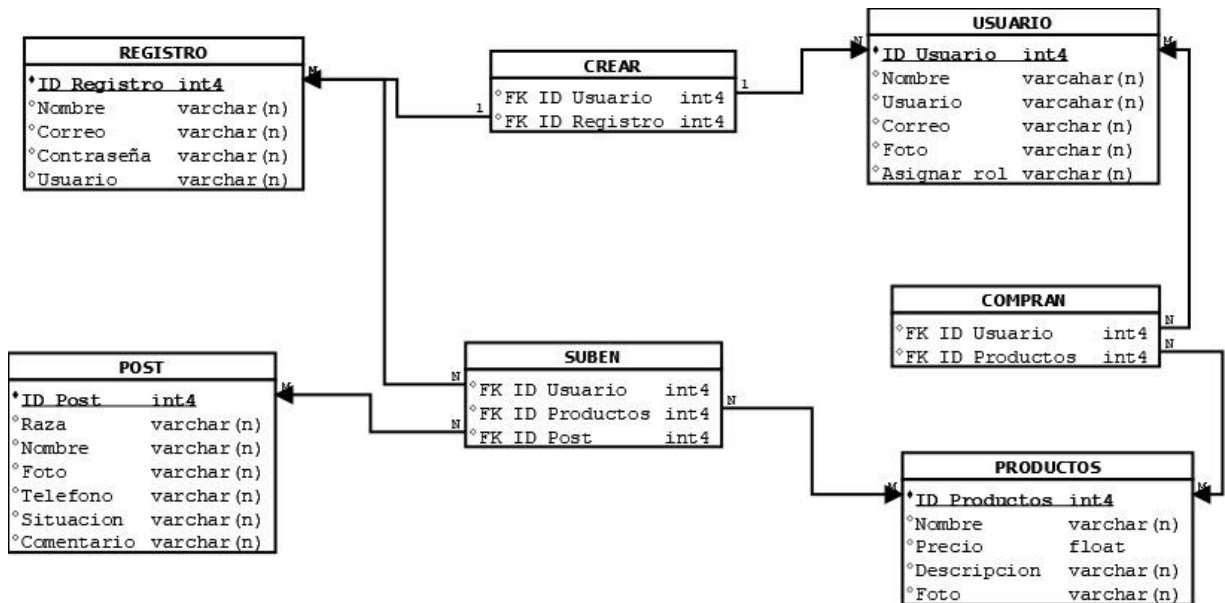 REGISTRO
ID Registro int4
Nombre varchar(n)
Correo varchar(n)
Contraseña varchar(n)
Usuario varchar(n)
N
CREAR
FK ID Usuario int4
FK ID Registro int4
1
1
USUARIO
ID Usuario int4
Nombre varcahar(n)
Usuario varcahar(n)
Correo varchar(n)
Foto varchar(n)
Asignar rol varchar(n)
N
M
COMPRAN
FK ID Usuario int4
FK ID Productos int4
N
N
POST
ID Post int4
Raza varchar(n)
Nombre varchar(n)
Foto varchar(n)
Telefono varchar(n)
Situacion varchar(n)
Comentario varchar(n)
M
SUBEN
FK ID Usuario int4
FK ID Productos int4
FK ID Post int4
N
N
N
PRODUCTOS
ID Productos int4
Nombre varchar(n)
Precio float
Descripcion varchar(n)
Foto varchar(n)
M
M